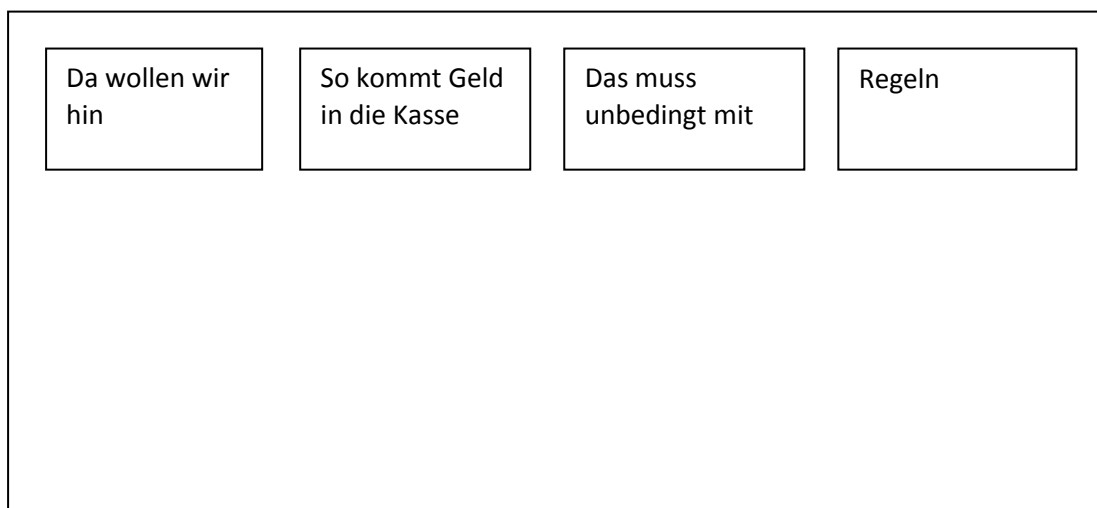 Da wollen wir
hin
So kommt Geld
in die Kasse
Das muss
unbedingt mit
Regeln